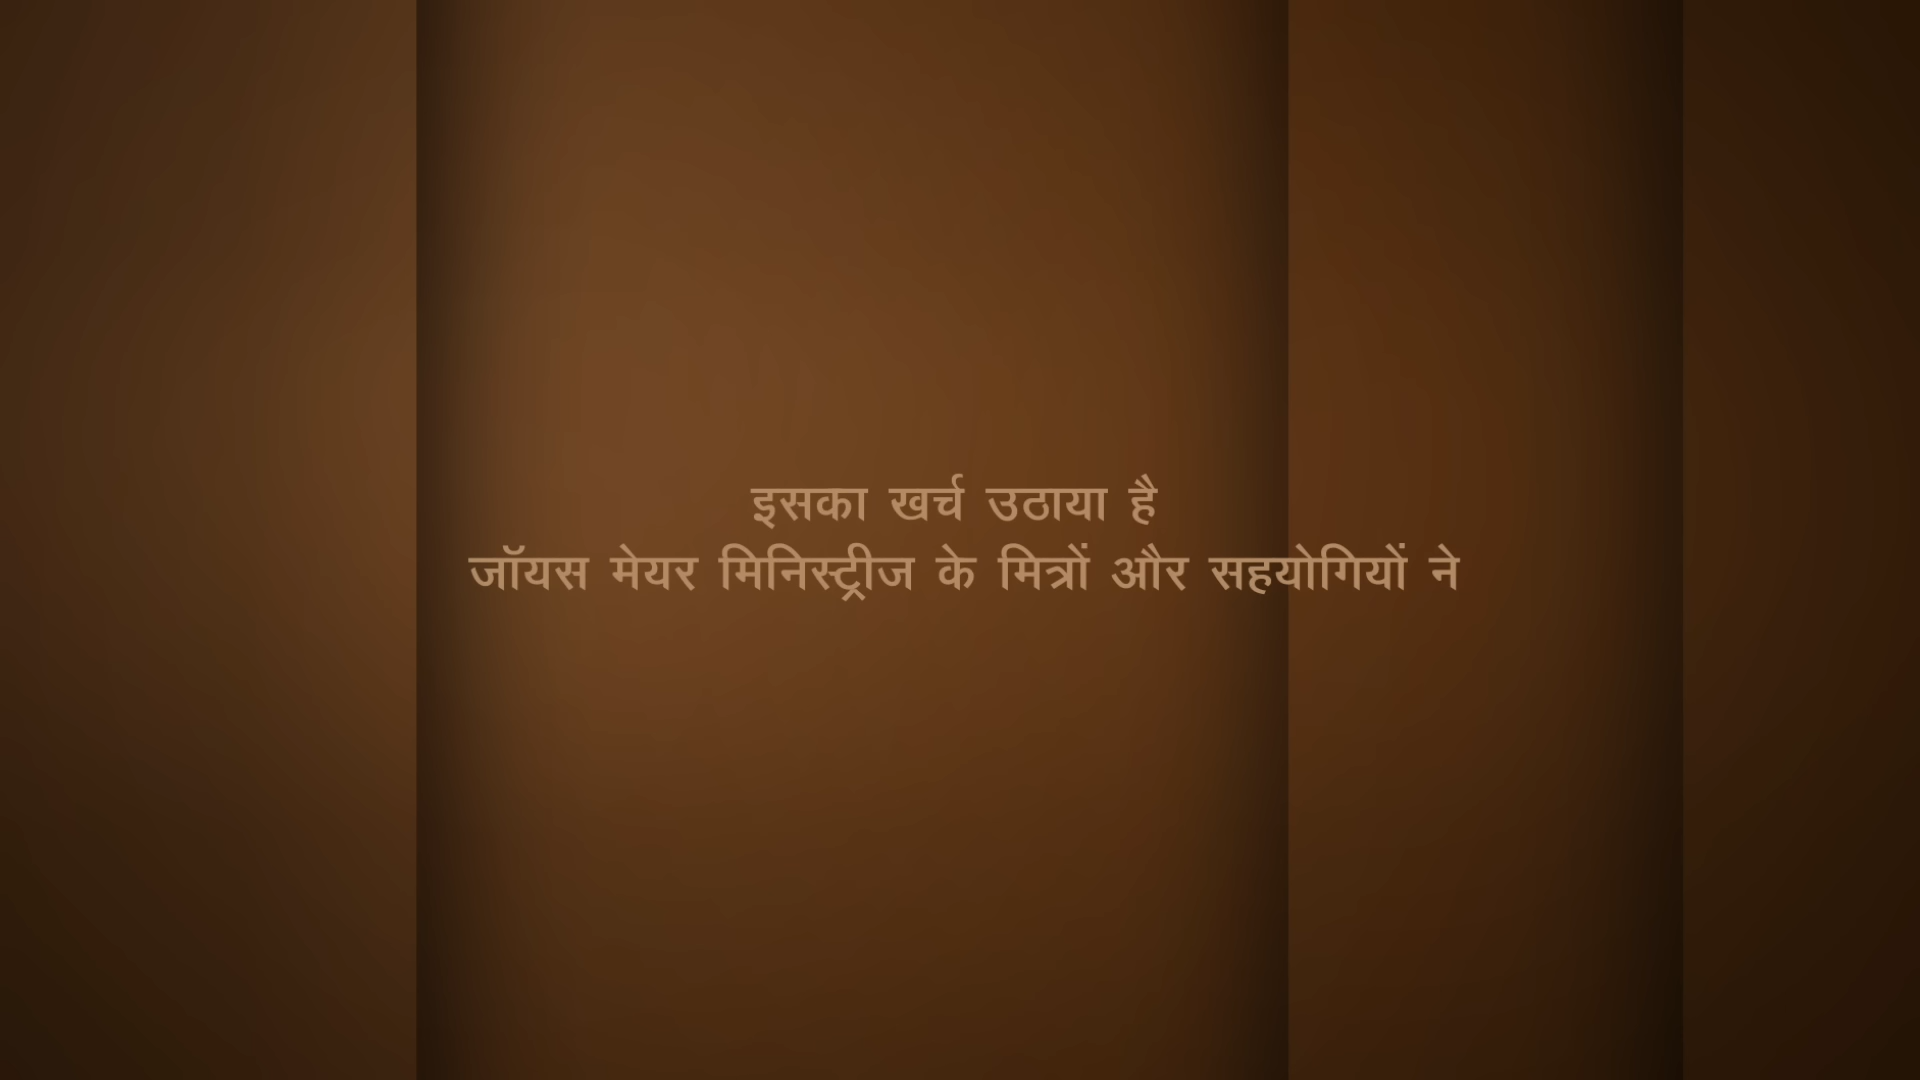 इसका खर्च उठाया है
जॉयस मेयर मिनिस्ट्रीज के मित्रों और सहयोगियों ने